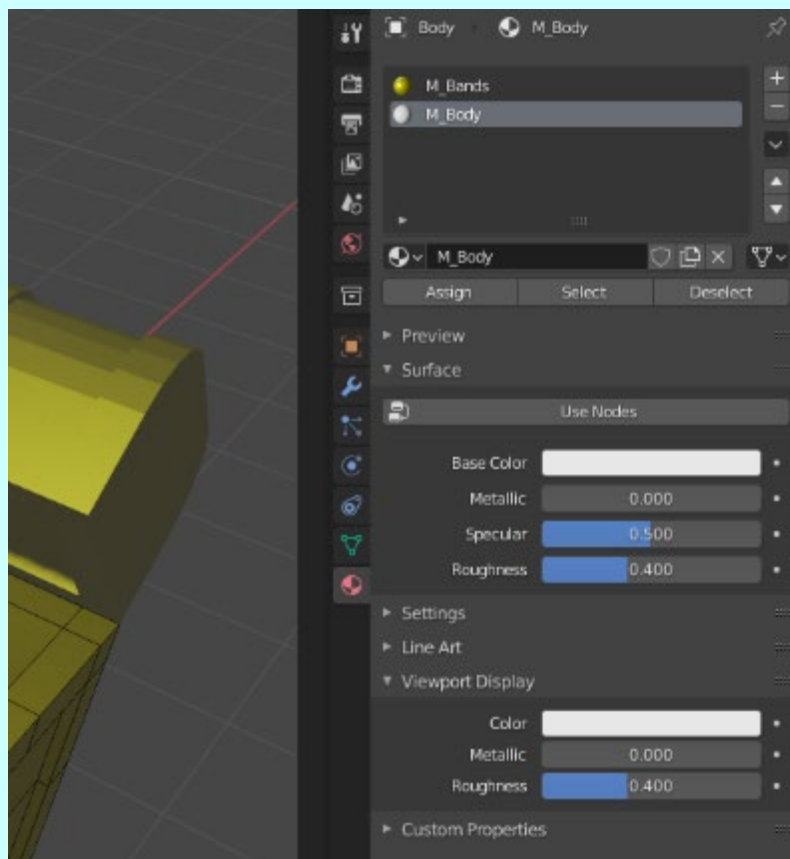 Body M_Body
M_Bands
M_Body
M_Body
Assign Select Deselect
Preview
Surface
Use Nodes
Base Color
Metallic 0.000
Specular 0.500
Roughness 0.400
Settings
Line Art
Viewport Display
Color
Metallic 0.000
Roughness 0.400
Custom Properties